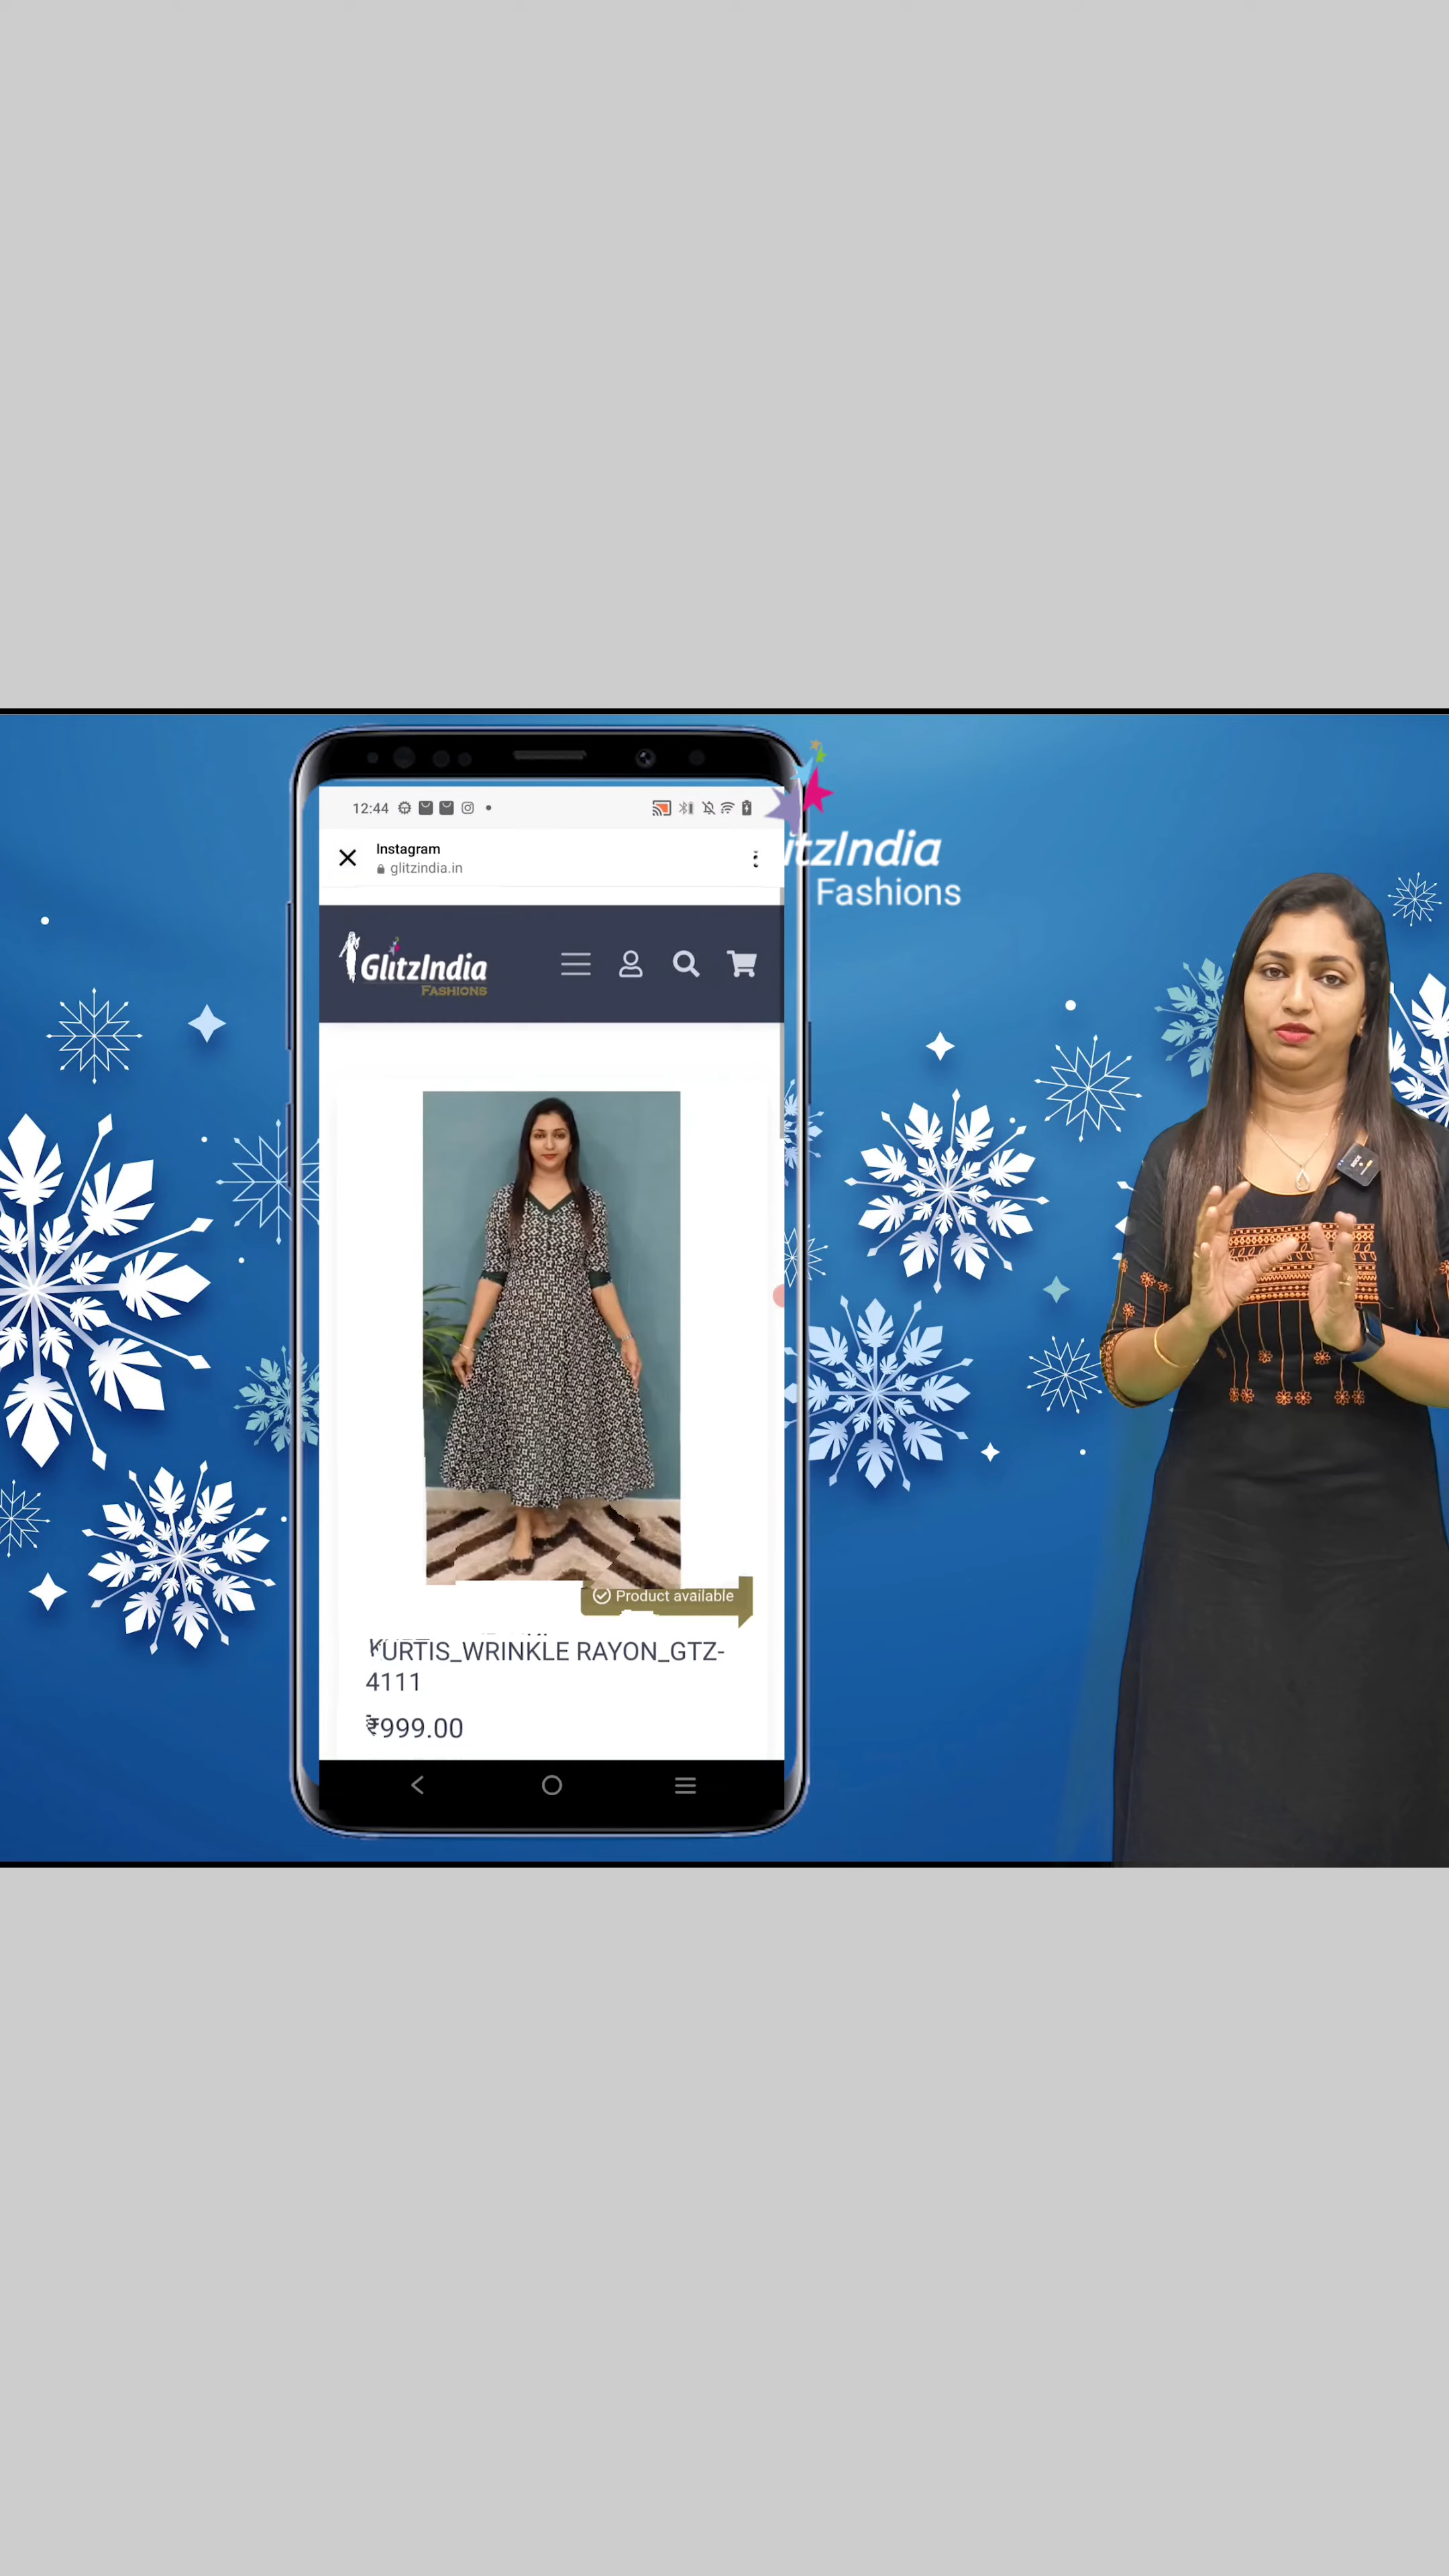 12:44
Instagram
glitzindia.in
GlitzIndia
FASHIONS
itzIndia
Fashions
Product available
KURTIS_WRINKLE RAYON_GTZ-
4111
₹999.00